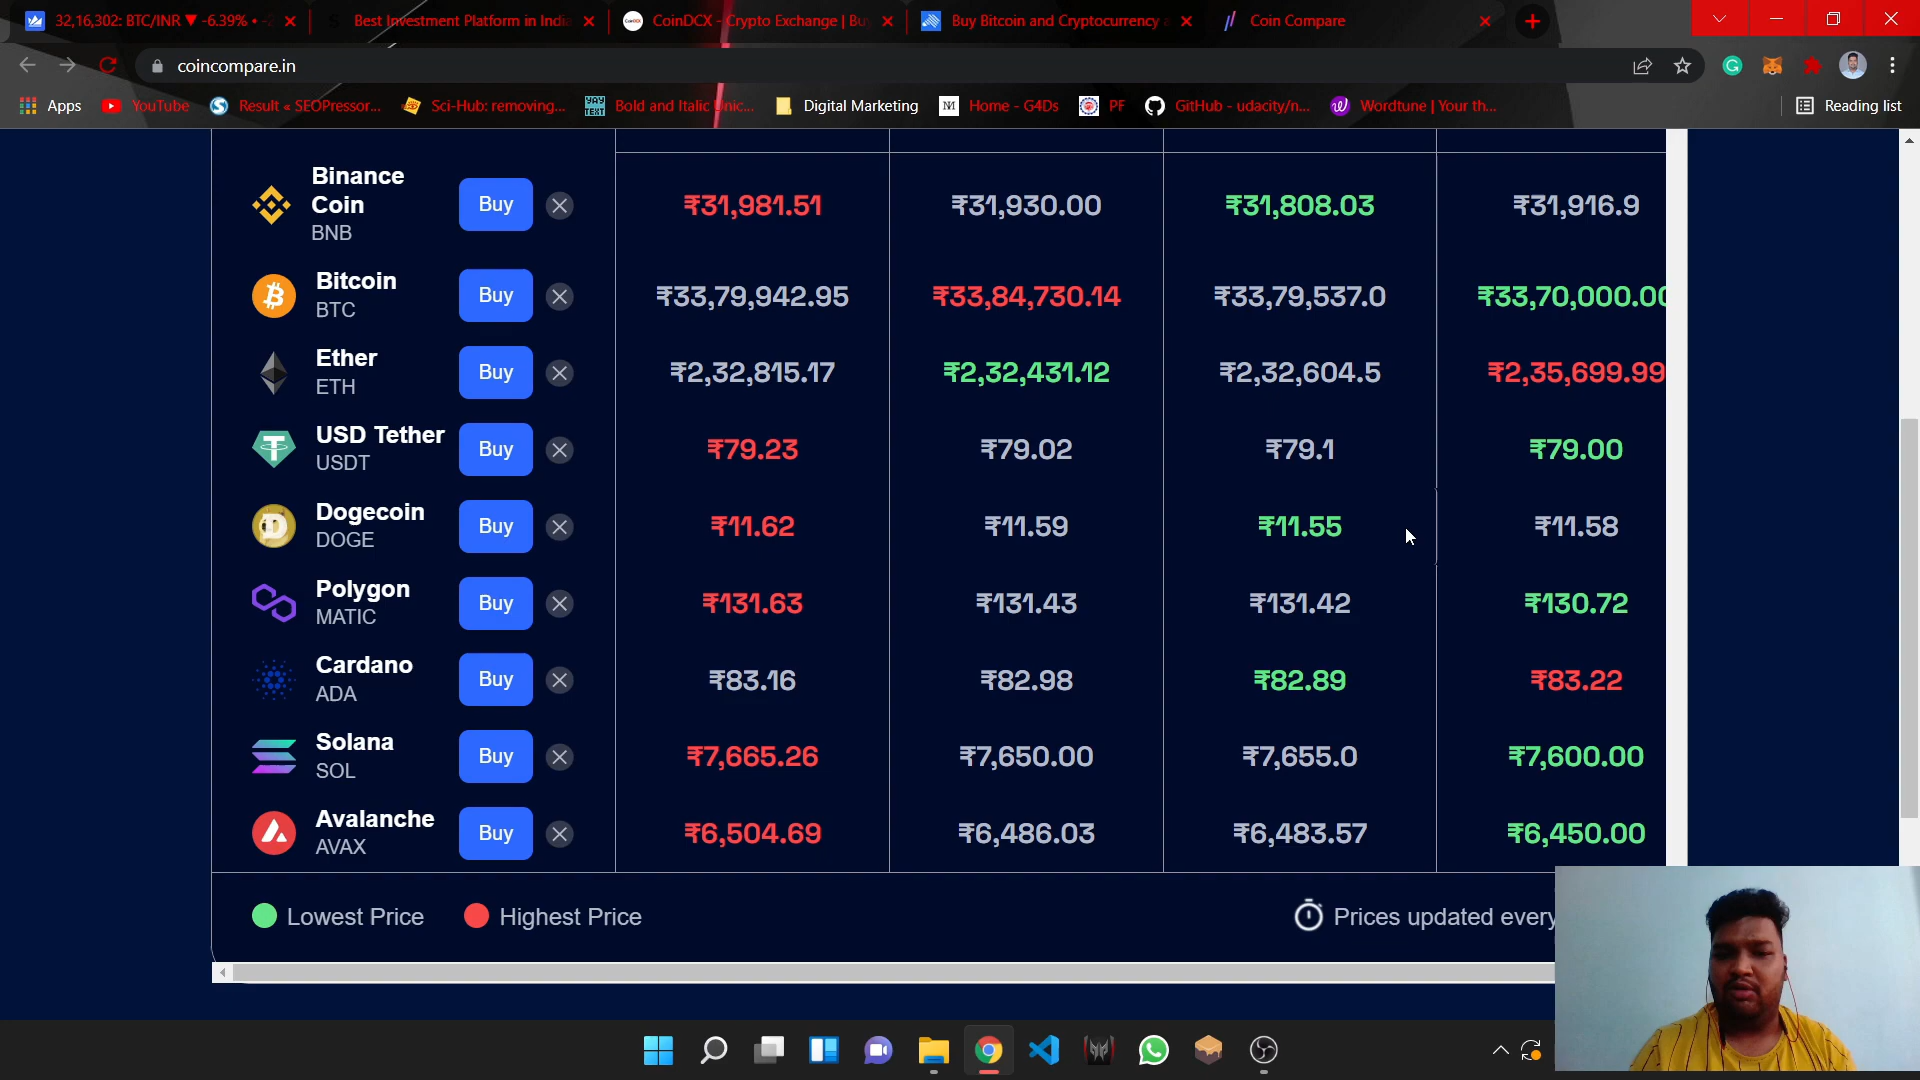 32,16,302: BTC/INR ▼ -6.39% •
Best Investment Platform in India
CoinDCX - Crypto Exchange | Bu
Buy Bitcoin and Cryptocurrency a
Coin Compare
coincompare.in
Apps
YouTube
Result « SEOPressor...
Sci-Hub: removing...
Bold and Italic Unic...
Digital Marketing
Home - G4Ds
PF
GitHub - udacity/n...
Wordtune | Your th...
Reading list
Binance Coin
BNB
Buy
₹31,981.51
₹31,930.00
₹31,808.03
₹31,916.9
Bitcoin
BTC
Buy
₹33,79,942.95
₹33,84,730.14
₹33,79,537.0
₹33,70,000.00
Ether
ETH
Buy
₹2,32,815.17
₹2,32,431.12
₹2,32,604.5
₹2,35,699.99
USD Tether
USDT
Buy
₹79.23
₹79.02
₹79.1
₹79.00
Dogecoin
DOGE
Buy
₹11.62
₹11.59
₹11.55
₹11.58
Polygon
MATIC
Buy
₹131.63
₹131.43
₹131.42
₹130.72
Cardano
ADA
Buy
₹83.16
₹82.98
₹82.89
₹83.22
Solana
SOL
Buy
₹7,665.26
₹7,650.00
₹7,655.0
₹7,600.00
Avalanche
AVAX
Buy
₹6,504.69
₹6,486.03
₹6,483.57
₹6,450.00
Lowest Price
Highest Price
Prices updated every